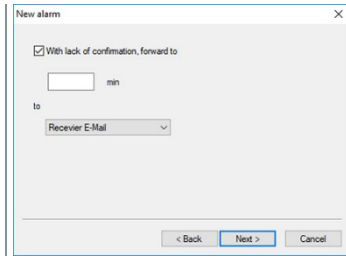 New alarm
With lack of confirmation, forward to
min
to
Recevier E-Mail
< Back Next > Cancel